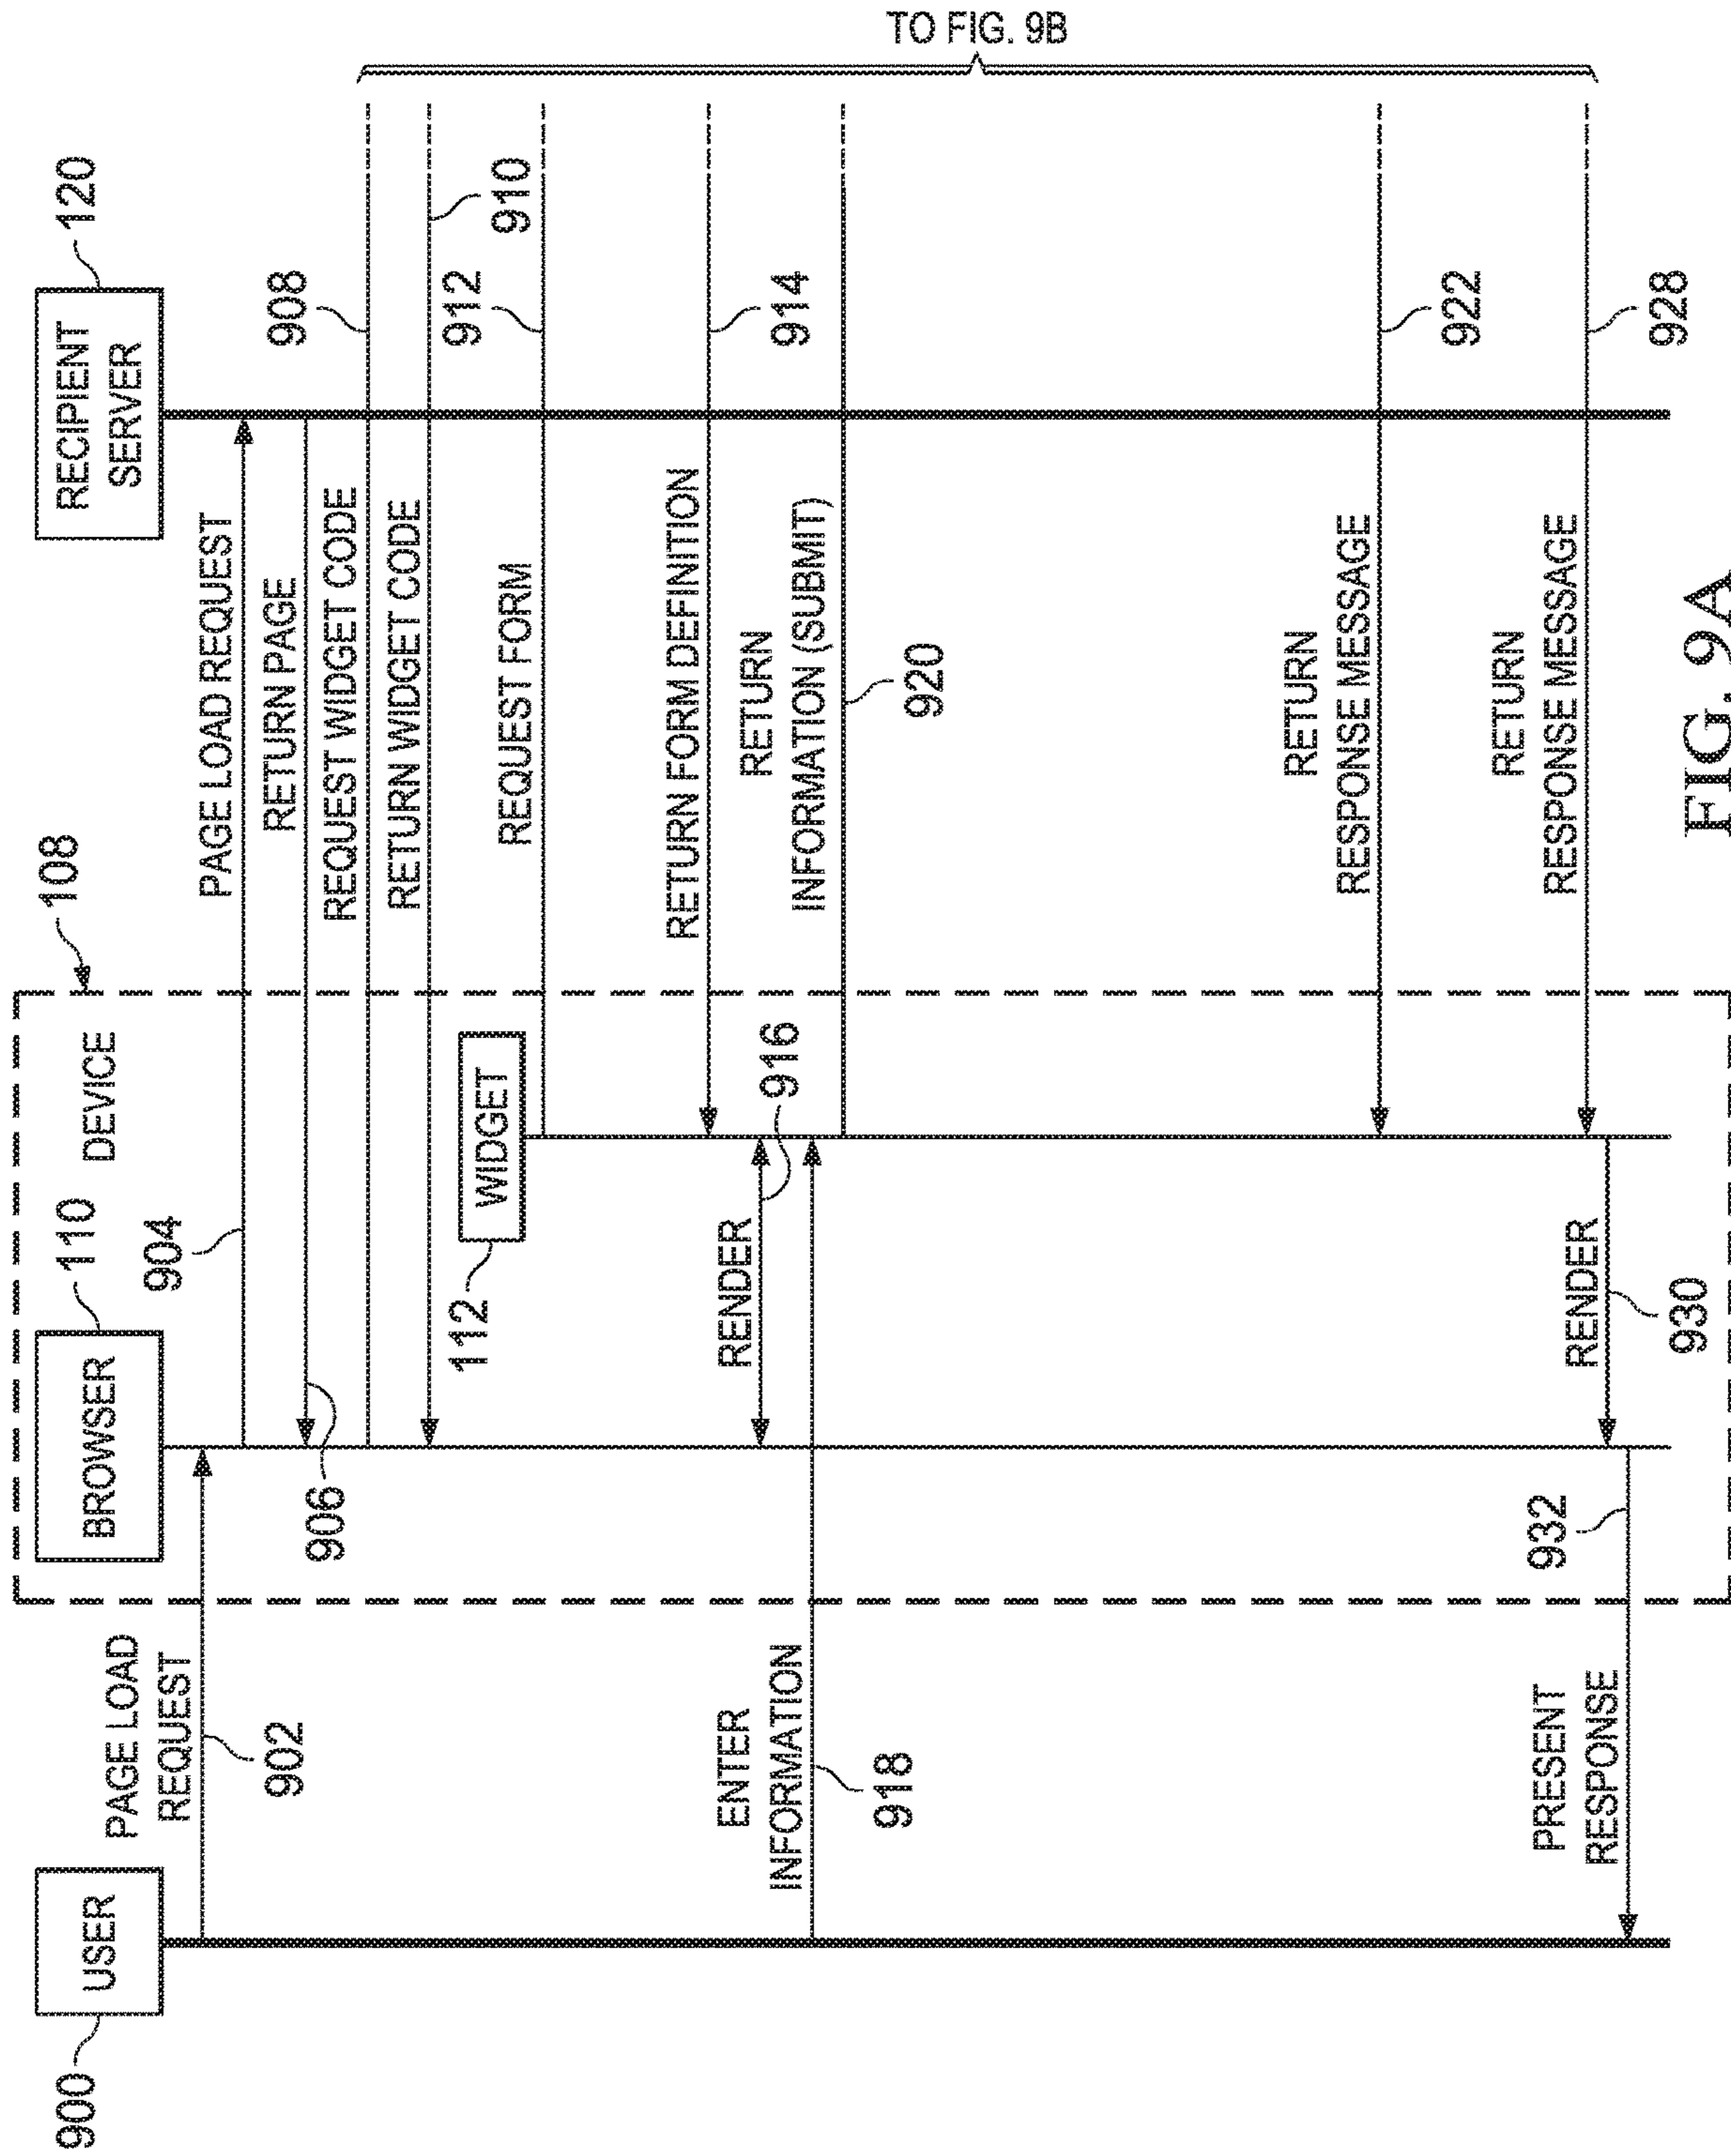 900
USER
PAGE LOAD
REQUEST
902
BROWSER
110
DEVICE
108
RECIPIENT
SERVER
120
904
PAGE LOAD REQUEST
906
RETURN PAGE
REQUEST WIDGET CODE
908
RETURN WIDGET CODE
910
112
WIDGET
REQUEST FORM
912
RETURN FORM DEFINITION
914
RENDER
916
ENTER
INFORMATION
918
RETURN
INFORMATION (SUBMIT)
920
RETURN
RESPONSE MESSAGE
922
RETURN
RESPONSE MESSAGE
928
RENDER
930
PRESENT
RESPONSE
932
TO FIG. 9B
FIG. 9A